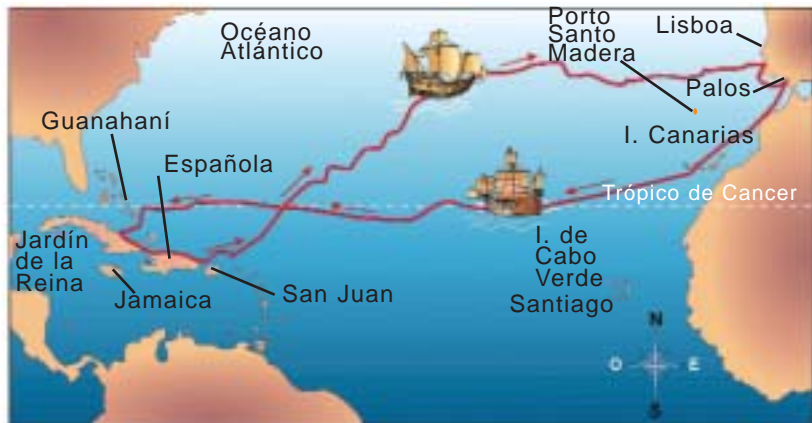 Océano
Atlántico
Porto
Santo
Madera
Lisboa
Palos
Guanahaní
I. Canarias
Española
Trópico de Cancer
Jardín
de la
Reina
I. de
Cabo
Verde
Santiago
San Juan
Jamaica
N
O E
S